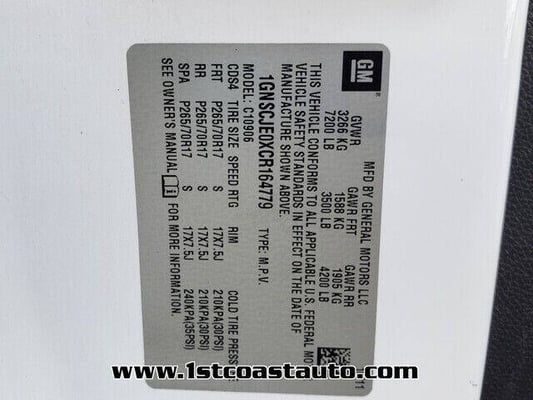 GM
MFD BY GENERAL MOTORS LLC
11
GVWR GAWR FRT GAWR RR
3266 KG 1588 KG 1905 KG
7200 LB 3500 LB 4200 LB
THIS VEHICLE CONFORMS TO ALL APPLICABLE U.S. FEDERAL
VEHICLE SAFETY STANDARDS IN EFFECT ON THE DATE OF
MANUFACTURE SHOWN ABOVE.
1GNSCJE0XCR164779 TYPE: M.P.V.
MODEL: C10906
CDS4 TIRE SIZE SPEED RTG RIM COLD TIRE
FRT P265/70R17 S 17X7.5J 210KPA(30PSI)
RR P265/70R17 S 17X7.5J 210KPA(30PSI)
SPA P265/70R17 S 17X7.5J 240KPA(35PSI)
SEE OWNER'S MANUAL FOR MORE INFORMATION.
www.1stcoastauto.com